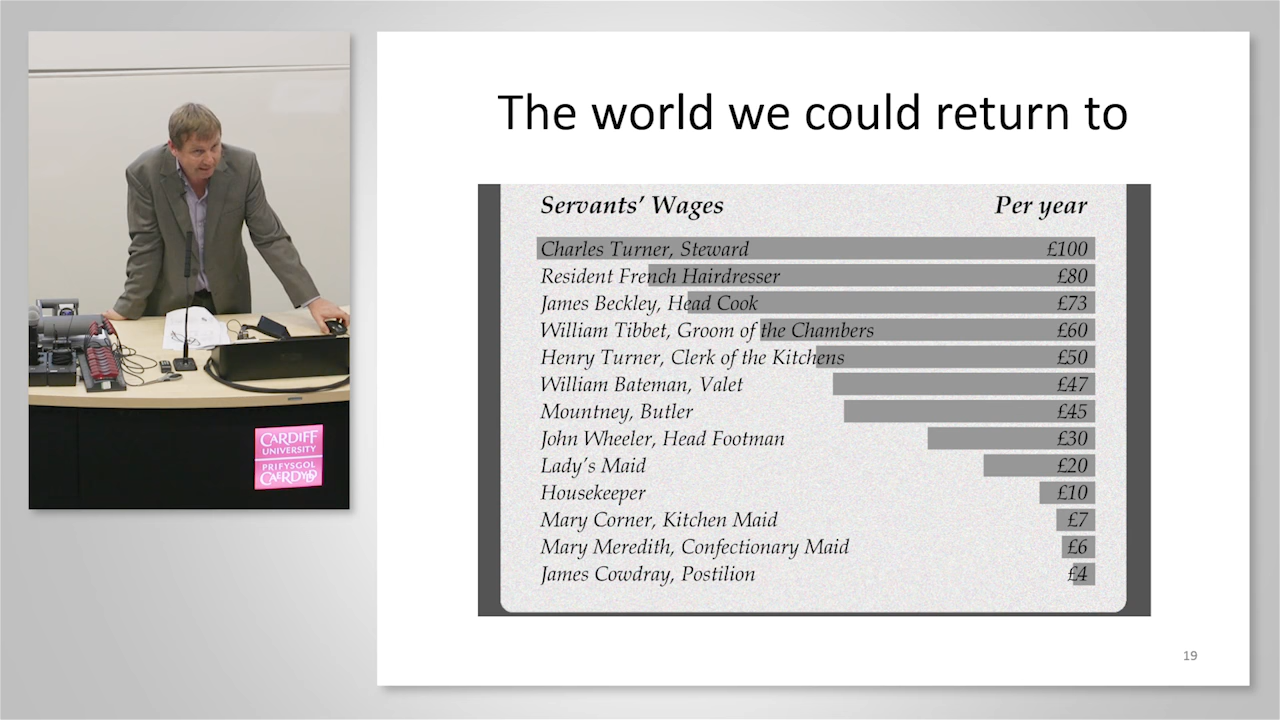 The world we could return to
Servants' Wages Per year
Charles Turner, Steward £100
Resident French Hairdresser £80
James Beckley, Head Cook £73
William Tibbet, Groom of the Chambers £60
Henry Turner, Clerk of the Kitchens £50
William Bateman, Valet £47
Mountney, Butler £45
John Wheeler, Head Footman £30
Lady's Maid £20
Housekeeper £10
Mary Corner, Kitchen Maid £7
Mary Meredith, Confectionary Maid £6
James Cowdray, Postilion £4
19
CARDIFF
UNIVERSITY
PRIFYSGOL
CAERDYDD